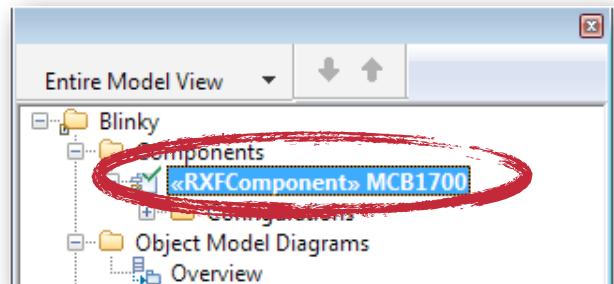 Entire Model View
Blinky
Components
«RXFComponent» MCB1700
Configurations
Object Model Diagrams
Overview